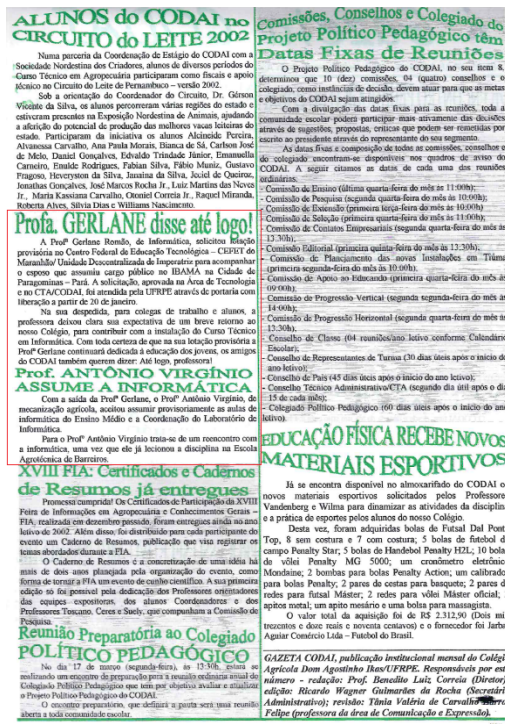 ALUNOS do CODAI no
CIRCUITO do LEITE 2002
Numa parceria da Coordenação de Estágio do CODAI com a
Sociedade Nordestina dos Criadores, alunos de diversos períodos do
Curso Técnico em Agropecuária participaram como fiscais e apoio
técnico no Circuito do Leite de Pernambuco – versão 2002.
Sob a orientação do Coordenador do Circuito, Dr. Gérson
Vicente da Silva, os alunos percorreram várias regiões do estado e
estiveram presentes na Exposição Nordestina de Animais, ajudando
a aferição do potencial de produção das melhores vacas leiteiras do
estado. Participam da iniciativa os alunos Alcineide Pereira,
Alvanessa Carvalho, Ana Paula Morais, Bianca de Sá, Carlson José
de Melo, Daniel Gonçalves, Edvaldo Trindade Júnior, Emanuella
Carneiro, Enaile Rodrigues, Fabian Silva, Fábio Muniz, Gustavo
Fragoso, Heveryston da Silva, Janaina da Silva, Jeciel de Queiroz,
Jonathas Gonçalves, José Marcos Rocha Jr., Luiz Martins das Neves
Jr., Maria Kassiana Carvalho, Otoniel Correia Jr., Raquel Miranda,
Roberta Alves, Silvia Dias e Willians Nascimento.
Profa. GERLANE disse até logo!
A Profª Gerlane Romão, de Informática, solicitou lotação
provisória no Centro Federal de Educação Tecnológica – CEFET do
Maranhão/ Unidade Descentralizada de Imperatriz para acompanhar
o esposo que assumiu cargo público no IBAMA na Cidade de
Paragominas – Pará. A solicitação, aprovada na Área de Tecnologia
e no CTA/CODAI, foi atendida pela UFRPE através de portaria com
liberação a partir de 20 de janeiro.
Na sua despedida, para colegas de trabalho e alunos, a
professora deixou clara sua expectativa de um breve retorno ao
nosso Colégio, para contribuir com a instalação do Curso Técnico
em Informática. Com toda certeza de que na sua lotação provisória a
Profª Gerlane continuará dedicada à educação dos jovens, os amigos
do CODAI também querem dizer: Até logo, professora!
Prof. ANTÔNIO VIRGÍNIO
ASSUME A INFORMÁTICA
Com a saída da Profª Gerlane, o Prof Antônio Virgínio, de
mecanização agrícola, aceitou assumir provisoriamente as aulas de
informática do Ensino Médio e a Coordenação do Laboratório de
Informática.
Para o Profº Antônio Virgínio trata-se de um reencontro com
a informática, uma vez que ele já lecionou a disciplina na Escola
Agrotécnica de Barreiros.
XVIII FIA: Certificados e Cadernos
de Resumos já entregues
Promessa cumprida! Os Certificados de Participação da XVIII
Feira de Informações em Agropecuária e Conhecimentos Gerais –
FIA, realizada em dezembro passado, foram entregues ainda no ano
letivo de 2002. Além disso, foi distribuído para cada participante do
evento um Caderno de Resumos, publicação que visa registrar os
temas abordados durante a FIA.
O Caderno de Resumos é a concretização de uma idéia há
mais de dois anos planejada pela organização do evento, como
forma de tornar a FIA um evento de cunho científico. A sua primeira
edição só foi possível pela dedicação dos Professores orientadores
das equipes expositoras, dos alunos Coordenadores e dos
Professores Toscano, Ceres e Suely, que compunham a Comissão de
Pesquisa.
Reunião Preparatória ao Colegiado
POLÍTICO PEDAGÓGICO
No dia 17 de março (segunda-feira), às 13:30h, estará se
realizando um encontro de preparação para a reunião ordinária anual do
Colegiado Político Pedagógico que tem por objetivo avaliar e atualizar
o Projeto Político Pedagógico do CODAI.
O encontro preparatório, que definirá a pauta será uma reunião
aberta a toda comunidade escolar.
Comissões, Conselhos e Colegiado do
Projeto Político Pedagógico têm
Datas Fixas de Reuniões
O Projeto Político Pedagógico do CODAI, no seu item 8,
determinou que 10 (dez) comissões, 04 (quatro) conselhos e o
colegiado, como instâncias de decisão, devem atuar para que as metas
e objetivos do CODAI sejam atingidos.
Com a divulgação das datas fixas para as reuniões, toda a
comunidade escolar poderá participar mais ativamente das decisões
através de sugestões, propostas, críticas que podem ser remetidas por
escrito ao presidente através do representante do seu segmento.
As datas fixas e composição de todas as comissões, conselhos e
do colegiado encontram-se disponíveis nos quadros de aviso do
CODAI. A seguir citamos as datas de cada uma das reuniões
ordinárias:
- Comissão de Ensino (última quarta-feira do mês às 11:00h);
- Comissão de Pesquisa (segunda quarta-feira do mês às 10:00h);
- Comissão de Extensão (primeira terça-feira do mês às 10:00h)
- Comissão de Seleção (primeira quarta-feira do mês às 11:00h);
- Comissão de Contatos Empresariais (segunda quarta-feira do mês às
13:30h);
- Comissão Editorial (primeira quinta-feira do mês às 13:30h);
- Comissão de Planejamento das novas Instalações em Tiúma
(primeira segunda-feira do mês às 10:00h);
- Comissão de Apoio ao Educando (primeira quarta-feira do mês às
09:00h);
- Comissão de Progressão Vertical (segunda segunda-feira do mês às
14:00h);
- Comissão de Progressão Horizontal (segunda quarta-feira do mês às
13:30h);
- Conselho de Classe (04 reuniões/ano letivo conforme Calendário
Escolar);
- Conselho de Representantes de Turma (30 dias úteis após o início do
ano letivo);
- Conselho de Pais (45 dias úteis após o início do ano letivo);
- Conselho Técnico Administrativo/CTA (segundo dia útil após o dia
15 de cada mês);
- Colegiado Político Pedagógico (60 dias úteis após o início do ano
letivo).
EDUCAÇÃO FÍSICA RECEBE NOVOS
MATERIAIS ESPORTIVOS
Já se encontra disponível no almoxarifado do CODAI o
novos materiais esportivos solicitados pelos Professore
Vandenberg e Wilma para dinamizar as atividades da disciplin
e a prática de esportes pelos alunos do nosso Colégio.
Desta vez, foram adquiridas bolas de Futsal Dal Pont
Top, 8 sem costura e 7 com costura; 5 bolas de futebol d
campo Penalty Star; 5 bolas de Handebol Penalty H2L; 10 bola
de vôlei Penalty MG 5000; um cronômetro eletrônic
Mondaine; 2 bombas para bolas Penalty Action; um calibrado
para bolas Penalty; 2 pares de cestas para basquete; 2 pares d
redes para futsal Máster; 2 redes para vôlei Máster oficial;
apitos metal; um apito mesário e uma bolsa para massagista.
O valor total da aquisição foi de R$ 2.312,90 (Dois mi
trezentos e doze reais e noventa centavos) e o fornecedor foi Jarbas
Aguiar Comércio Ltda – Futebol do Brasil.
GAZETA CODAI, publicação institucional mensal do Colégi
Agrícola Dom Agostinho Ikas/UFRPE. Responsáveis por est
número - redação: Prof. Benedito Luiz Correia (Diretor)
edição: Ricardo Wagner Guimarães da Rocha (Secretári
Administrativo); revisão: Tânia Valéria de Carvalho Barro
Felipe (professora da área de Comunicação e Expressão).